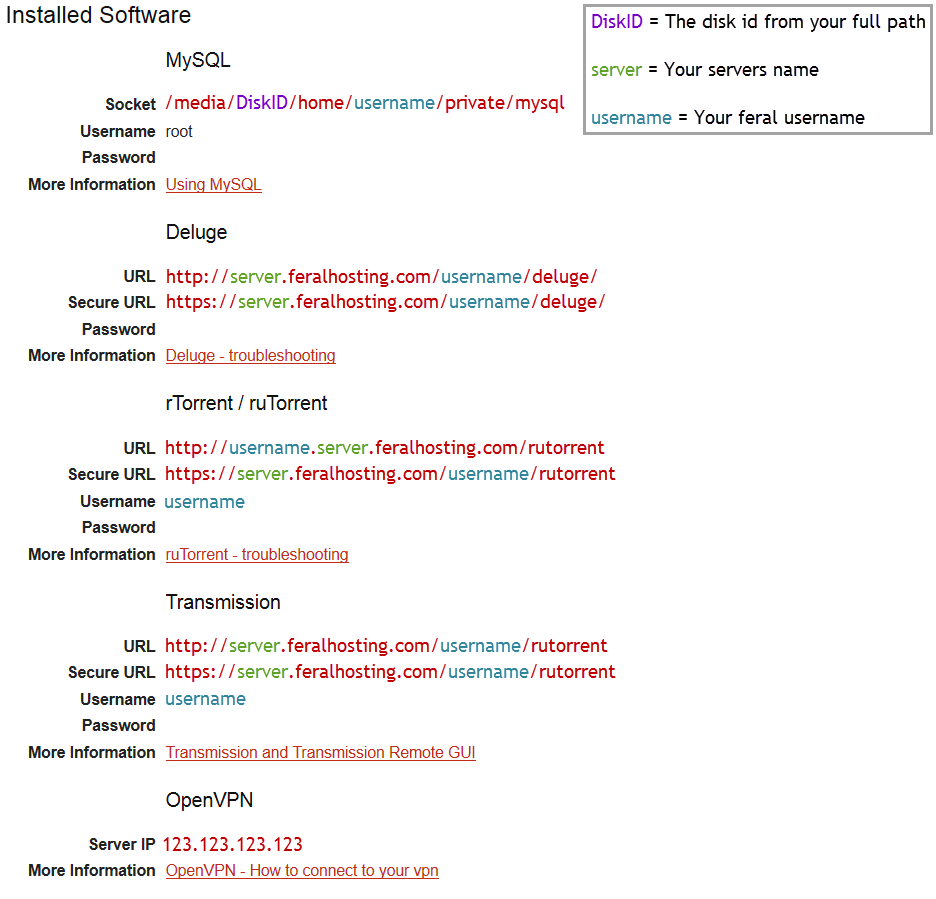 Installed Software
DiskID = The disk id from your full path
server = Your servers name
username = Your feral username
MySQL
Socket /media/DiskID/home/username/private/mysql
Username root
Password
More Information Using MySQL
Deluge
URL http://server.feralhosting.com/username/deluge/
Secure URL https://server.feralhosting.com/username/deluge/
Password
More Information Deluge - troubleshooting
rTorrent / ruTorrent
URL http://username.server.feralhosting.com/rutorrent
Secure URL https://server.feralhosting.com/username/rutorrent
Username username
Password
More Information ruTorrent - troubleshooting
Transmission
URL http://server.feralhosting.com/username/rutorrent
Secure URL https://server.feralhosting.com/username/rutorrent
Username username
Password
More Information Transmission and Transmission Remote GUI
OpenVPN
Server IP 123.123.123.123
More Information OpenVPN - How to connect to your vpn